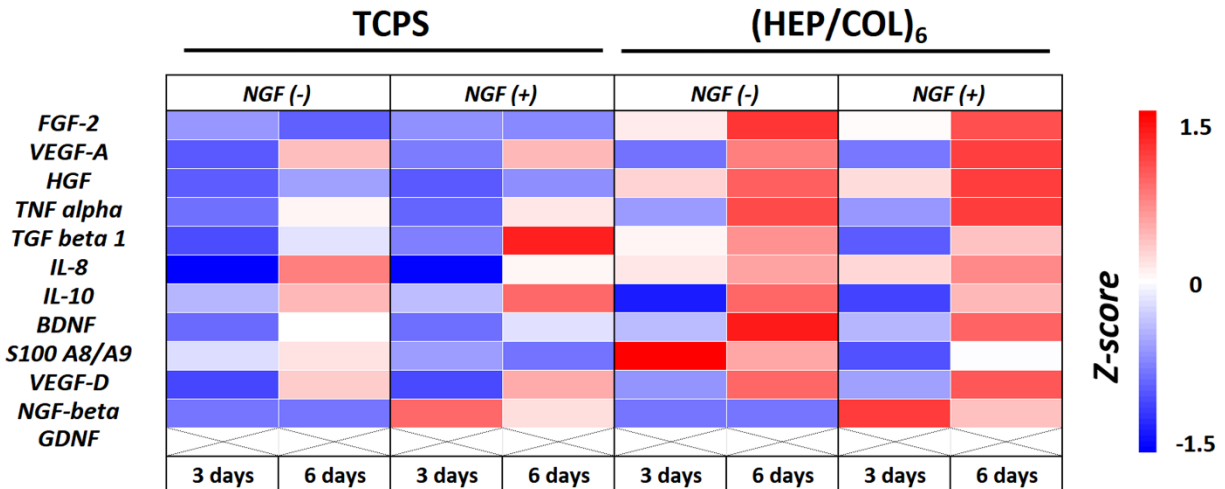 TCPS (HEP/COL)6
NGF (-) NGF (+) NGF (-) NGF (+)
FGF-2
VEGF-A
HGF
TNF alpha
TGF beta 1
IL-8
IL-10
BDNF
S100 A8/A9
VEGF-D
NGF-beta
GDNF
3 days 6 days 3 days 6 days 3 days 6 days 3 days 6 days
1.5
0
-1.5
Z-score